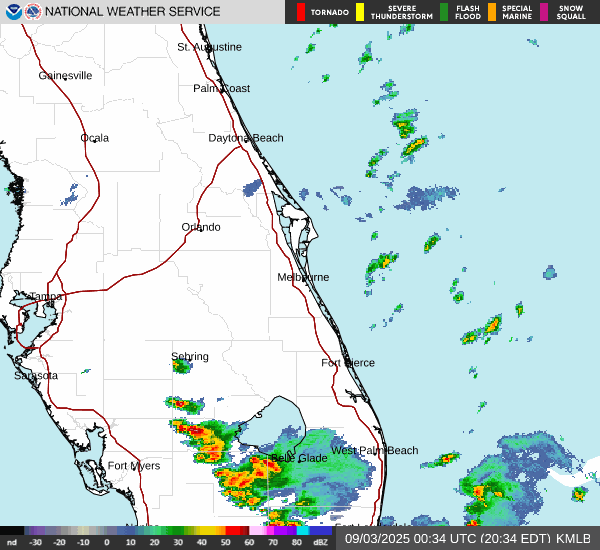 NATIONAL WEATHER SERVICE
TORNADO
SEVERE
THUNDERSTORM
FLASH
FLOOD
SPECIAL
MARINE
SNOW
SQUALL
St. Augustine
Gainesville
Palm Coast
Ocala
Daytona Beach
Orlando
Melbourne
Tampa
Sebring
Fort Pierce
Sarasota
West Palm Beach
Belle Glade
Fort Myers
nd -30 -20 -10 0 10 20 30 40 50 60 70 80 dBZ
09/03/2025 00:34 UTC (20:34 EDT) KMLB